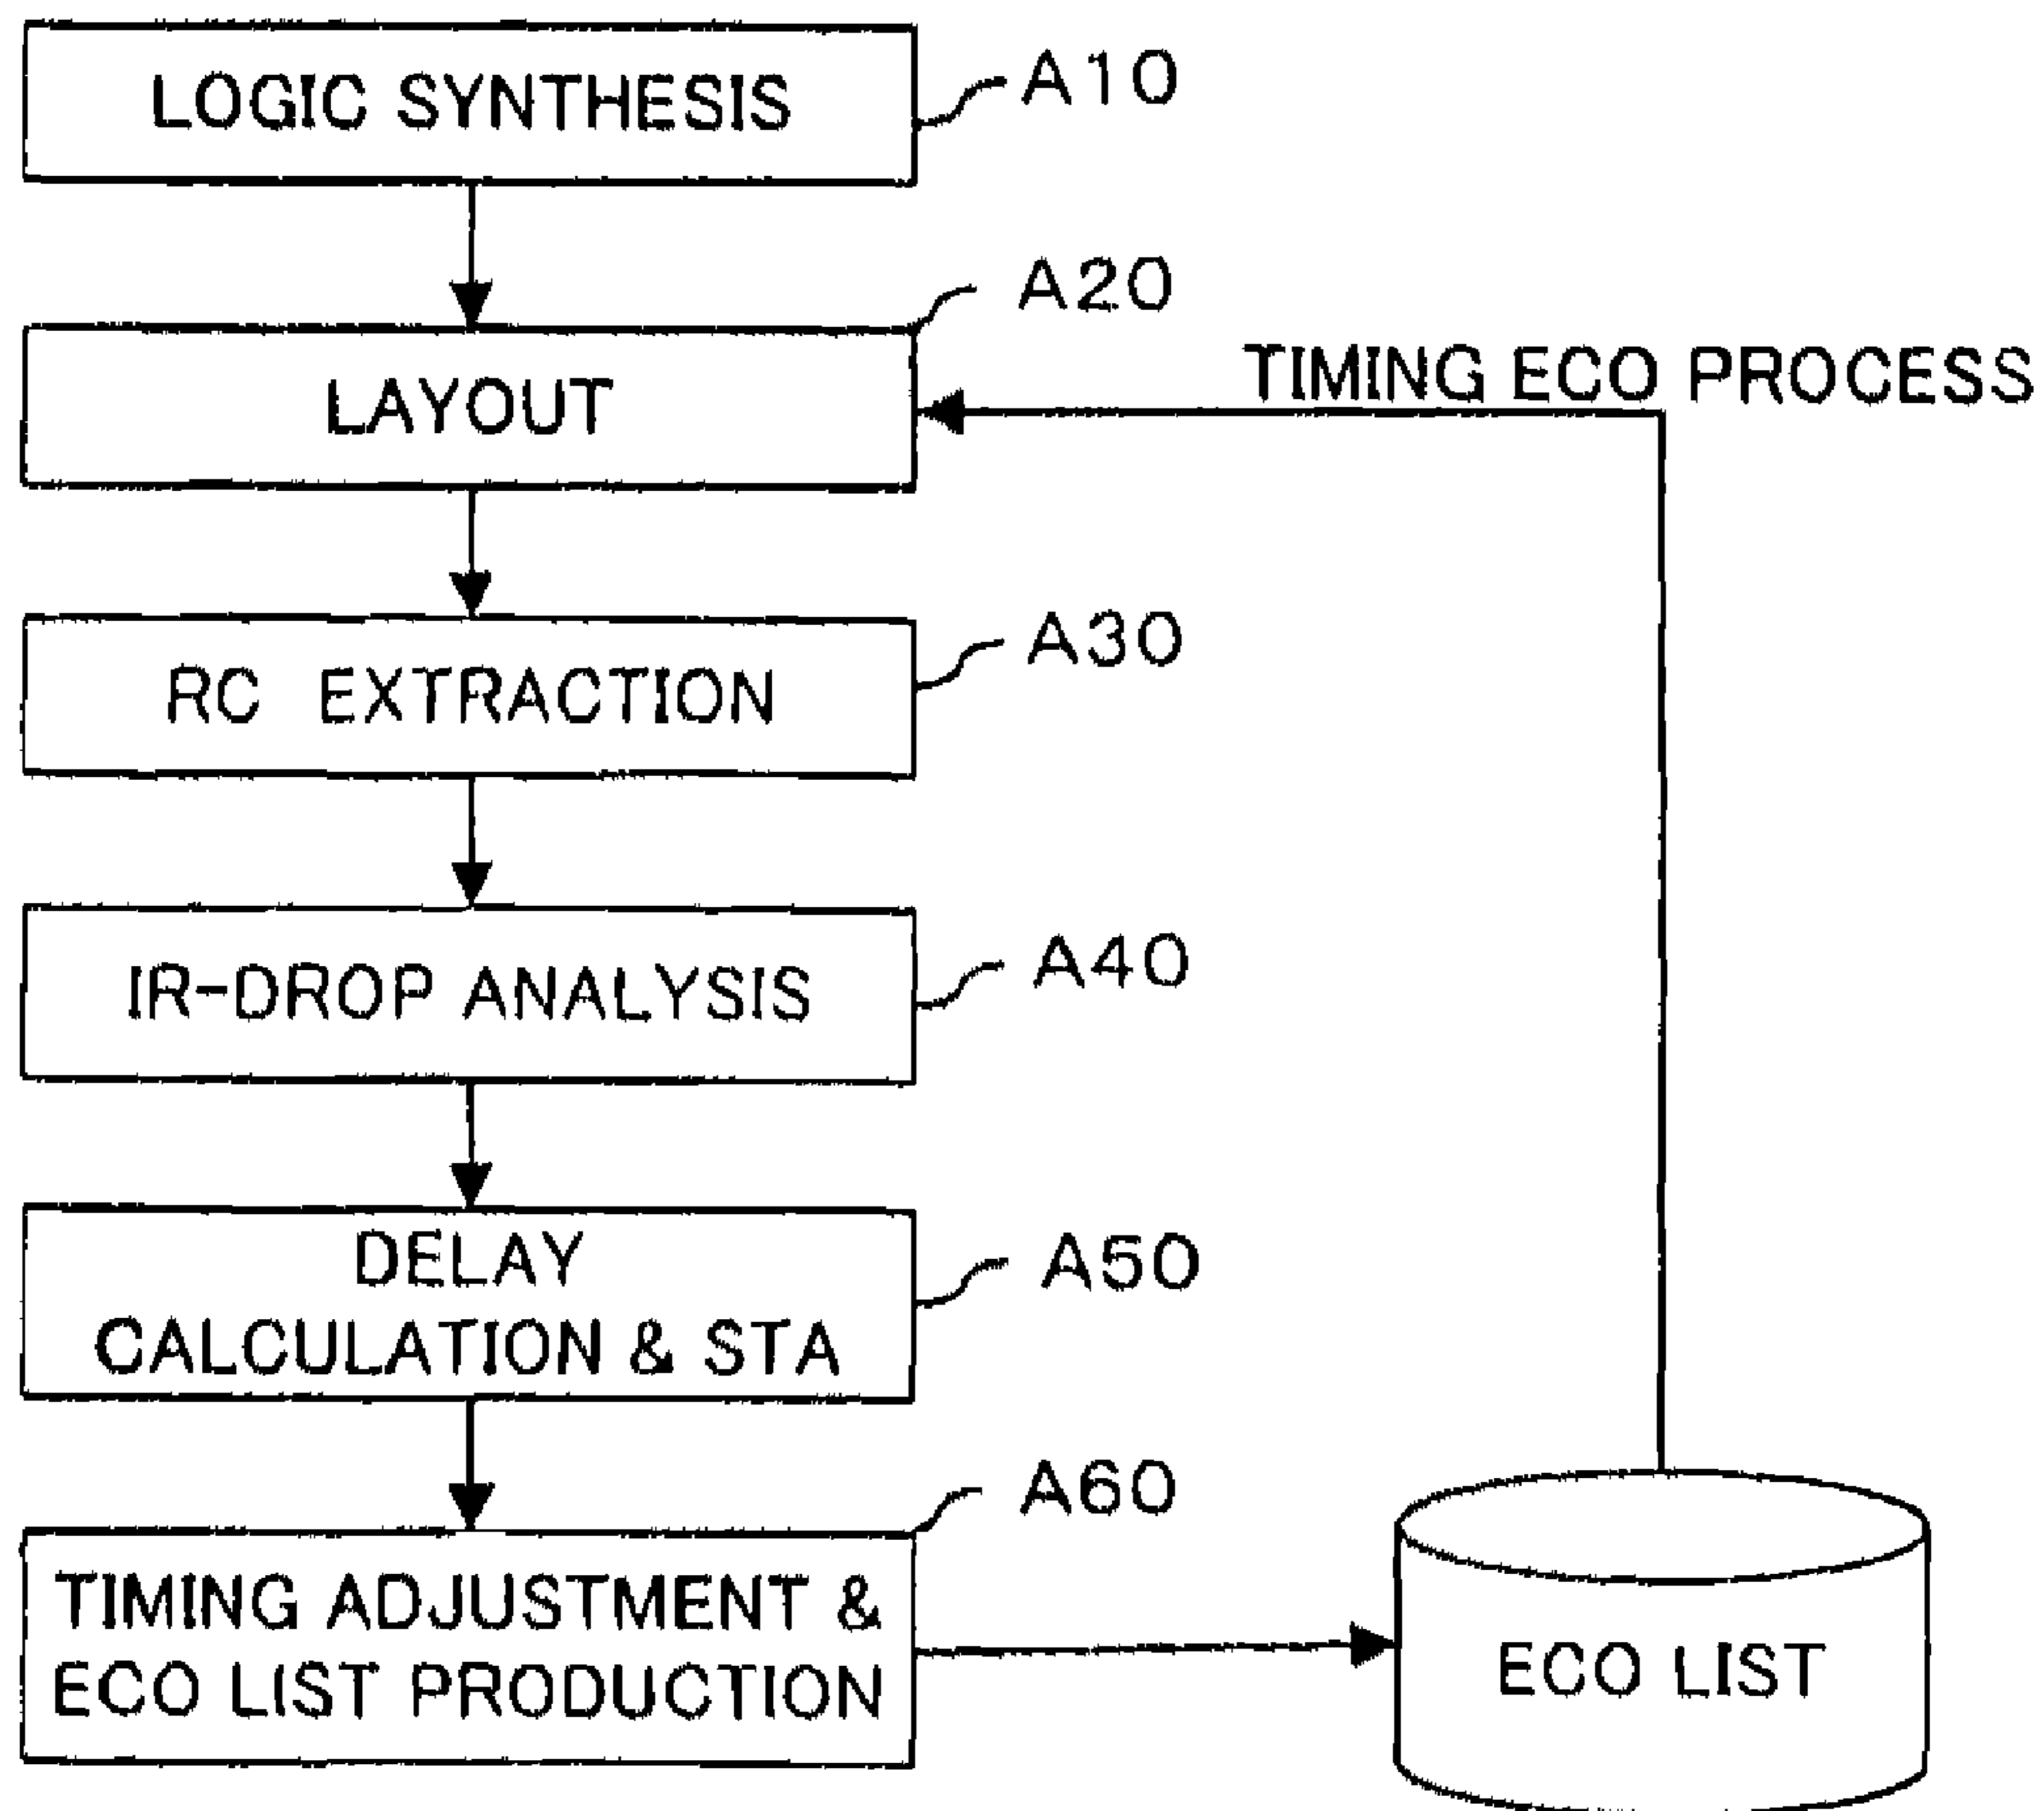 LOGIC SYNTHESIS
A10
A20
LAYOUT
TIMING ECO PROCESS
RC EXTRACTION
A30
IR-DROP ANALYSIS
A40
DELAY
CALCULATION & STA
A50
A60
TIMING ADJUSTMENT &
ECO LIST PRODUCTION
ECO LIST